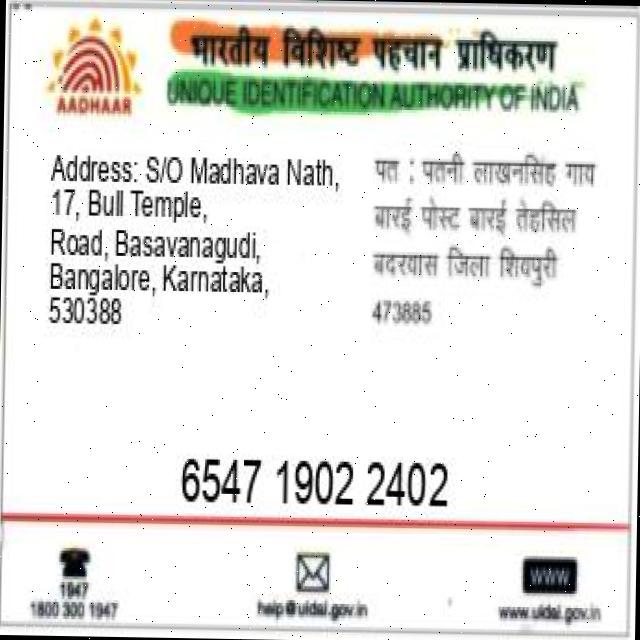 भारतीय विशिष्ट पहचान प्राधिकरण
UNIQUE IDENTIFICATION AUTHORITY OF INDIA
AADHAAR
Address: S/O Madhava Nath,
17, Bull Temple,
Road, Basavanagudi,
Bangalore, Karnataka,
530388
पत : पतनी लाखनसिंह गाय
बारई पोस्ट बारई तेहसिल
बदरवास जिला शिवपुरी
473885
6547 1902 2402
1947
1800 300 1947
help@uidai.gov.in
WWW
www.uidai.gov.in